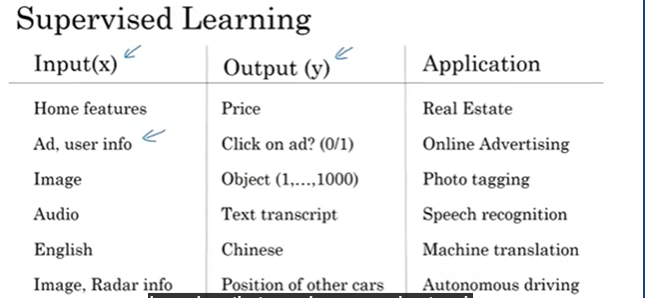 Supervised Learning
Input(x) Output (y) Application
Home features Price Real Estate
Ad, user info Click on ad? (0/1) Online Advertising
Image Object (1,…,1000) Photo tagging
Audio Text transcript Speech recognition
English Chinese Machine translation
Image, Radar info Position of other cars Autonomous driving